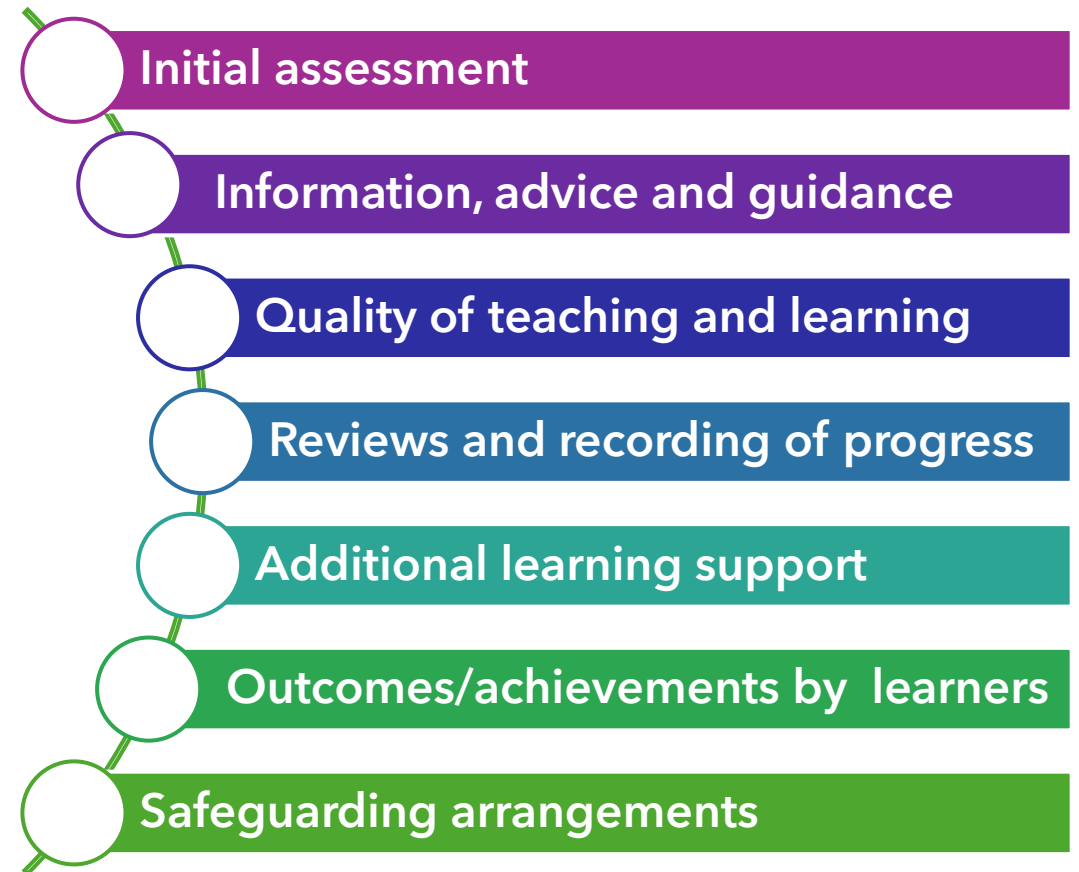 Initial assessment
Information, advice and guidance
Quality of teaching and learning
Reviews and recording of progress
Additional learning support
Outcomes/achievements by  learners
Safeguarding arrangements